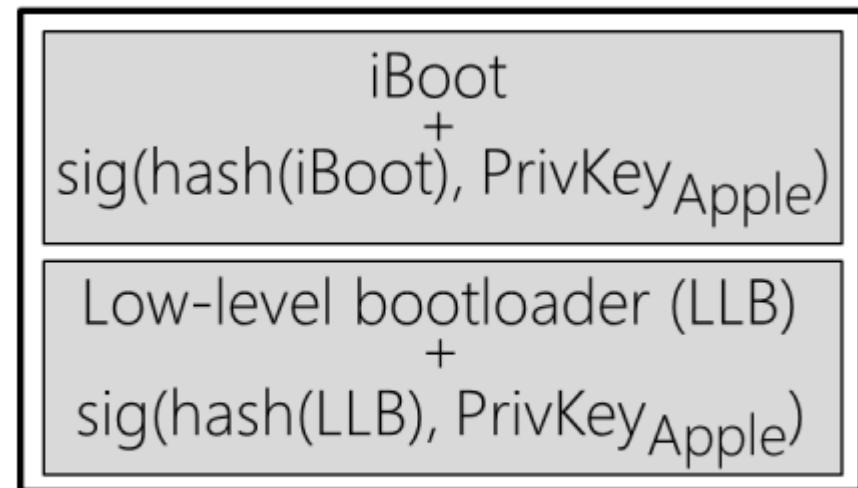 iBoot
+
sig(hash(iBoot), PrivKeyApple)
Low-level bootloader (LLB)
+
sig(hash(LLB), PrivKeyApple)